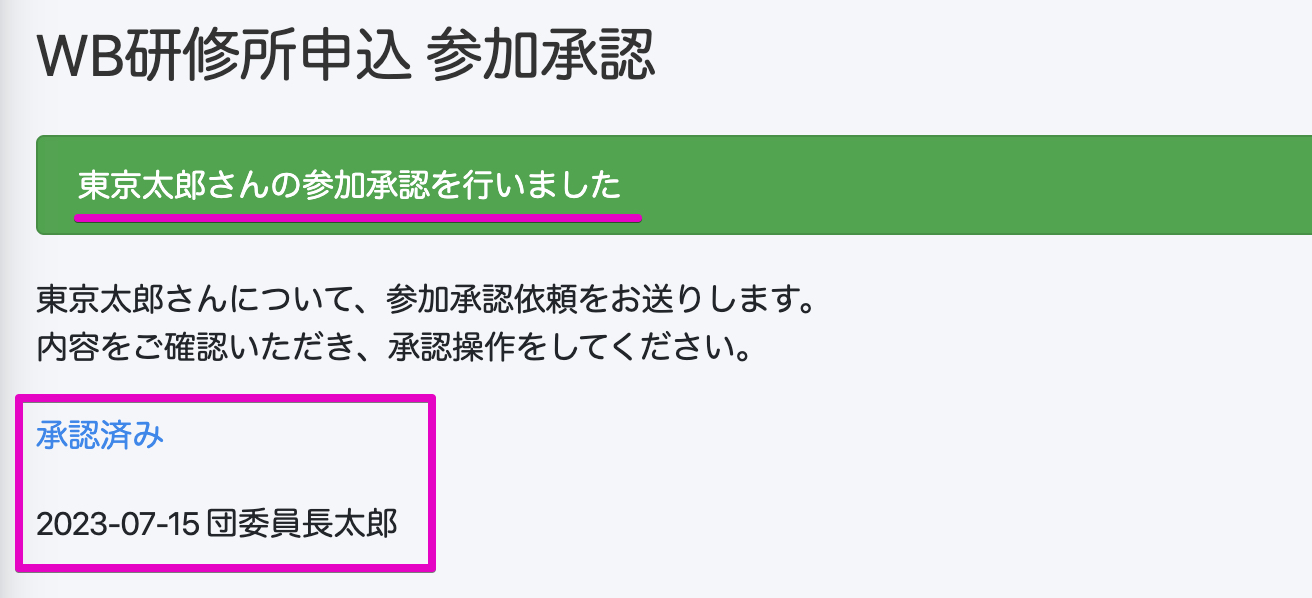 WB研修所申込 参加承認
東京太郎さんの参加承認を行いました
東京太郎さんについて、参加承認依頼をお送りします。
内容をご確認いただき、承認操作をしてください。
承認済み
2023-07-15 団委員長太郎